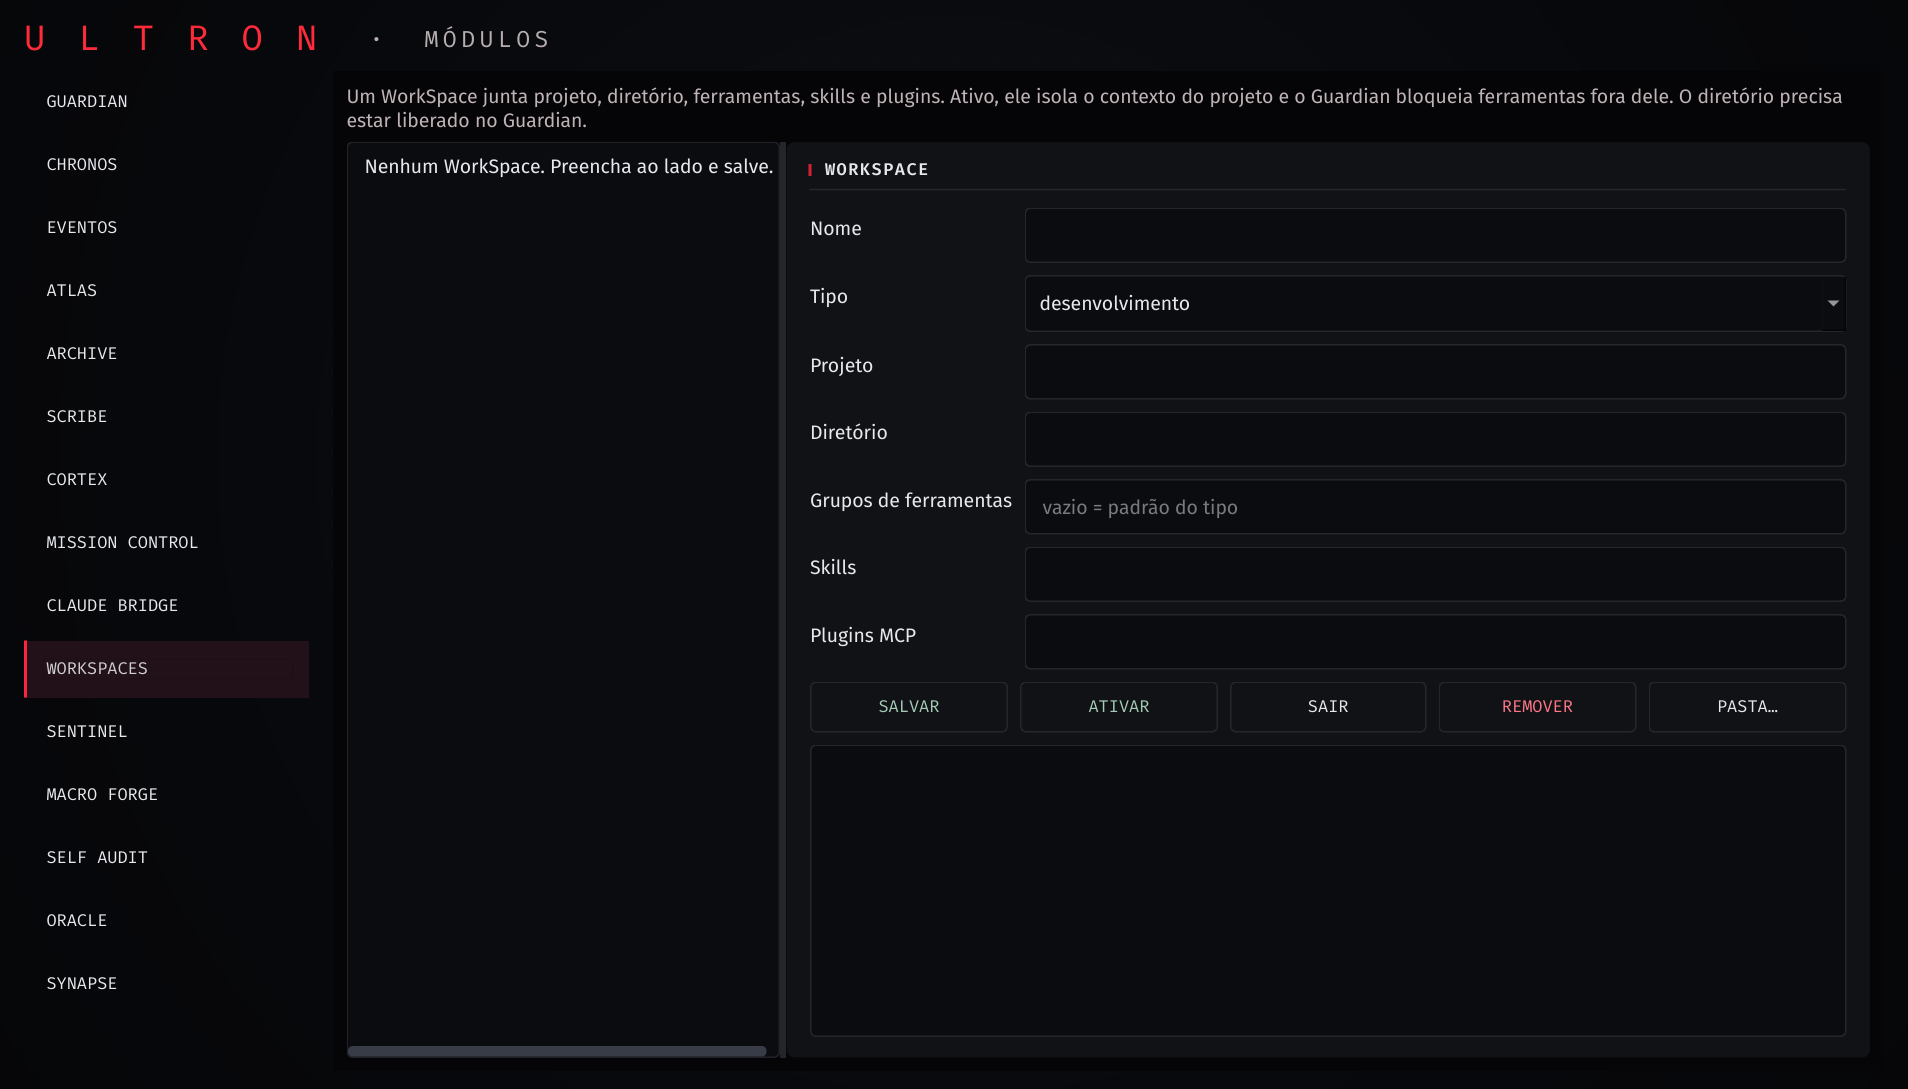 ULTRON · MÓDULOS
GUARDIAN
CHRONOS
EVENTOS
ATLAS
ARCHIVE
SCRIBE
CORTEX
MISSION CONTROL
CLAUDE BRIDGE
WORKSPACES
SENTINEL
MACRO FORGE
SELF AUDIT
ORACLE
SYNAPSE
Um WorkSpace junta projeto, diretório, ferramentas, skills e plugins. Ativo, ele isola o contexto do projeto e o Guardian bloqueia ferramentas fora dele. O diretório precisa
estar liberado no Guardian.
Nenhum WorkSpace. Preencha ao lado e salve.
WORKSPACE
Nome
Tipo
desenvolvimento
Projeto
Diretório
Grupos de ferramentas
vazio = padrão do tipo
Skills
Plugins MCP
SALVAR
ATIVAR
SAIR
REMOVER
PASTA…